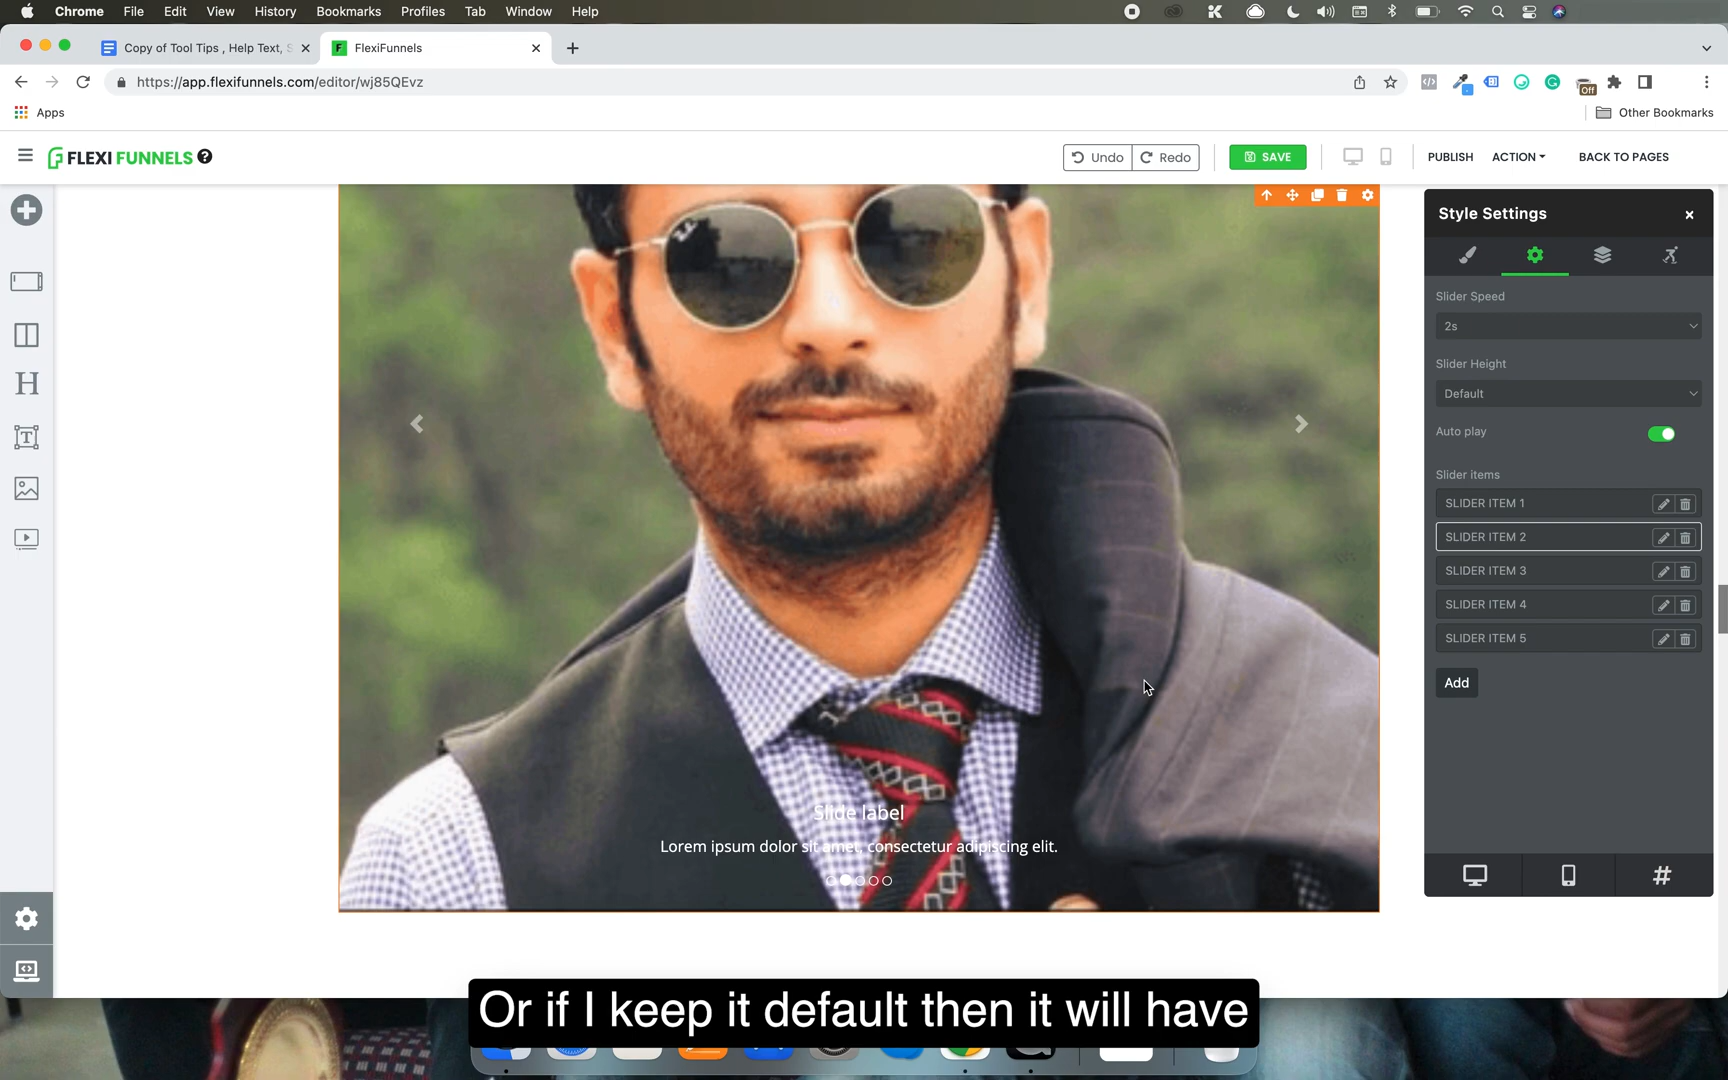 Chrome File Edit View History Bookmarks Profiles Tab Window Help
Copy of Tool Tips , Help Text, S
FlexiFunnels
https://app.flexifunnels.com/editor/wj85QEvz
Off
Apps
Other Bookmarks
FLEXI FUNNELS ?
Undo
Redo
SAVE
PUBLISH
ACTION
BACK TO PAGES
Style Settings
Slider Speed
2s
Slider Height
Default
Auto play
Slider items
SLIDER ITEM 1
SLIDER ITEM 2
SLIDER ITEM 3
SLIDER ITEM 4
SLIDER ITEM 5
Add
H
T
Slide label
Lorem ipsum dolor sit amet, consectetur adipiscing elit.
Or if I keep it default then it will have